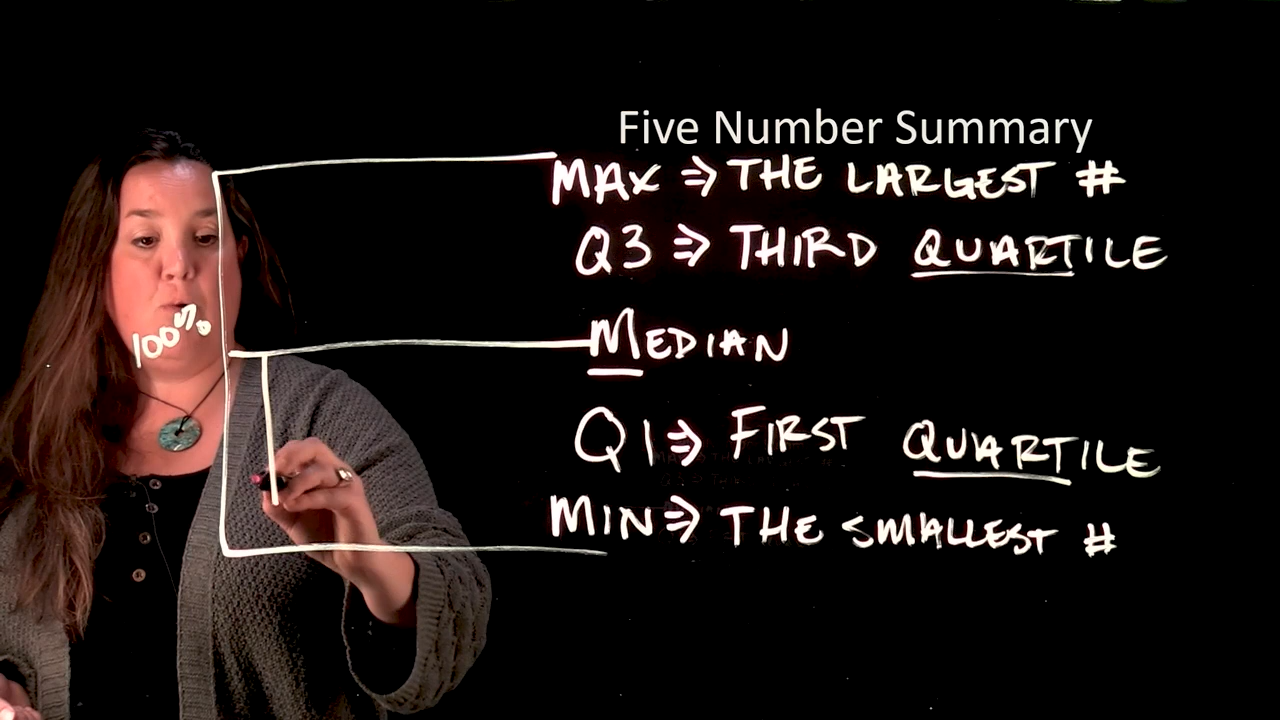 Five Number Summary
MAX ⇒ THE LARGEST #
Q3 ⇒ THIRD QUARTILE
100%
MEDIAN
Q1 ⇒ FIRST QUARTILE
MIN ⇒ THE SMALLEST #